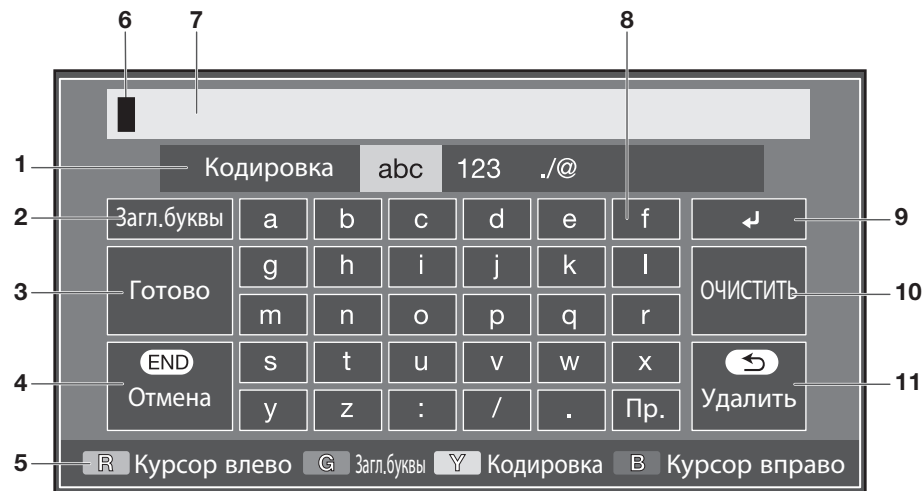 6 7 8
1 Кодировка abc 123 ./@
2 Загл.буквы a b c d e f ↵ 9
g h i j k l
3 Готово ОЧИСТИТЬ 10
m n o p q r
END s t u v w x
4 Отмена Удалить 11
y z : / . Пр.
5 R Курсор влево G Загл.буквы Y Кодировка B Курсор вправо